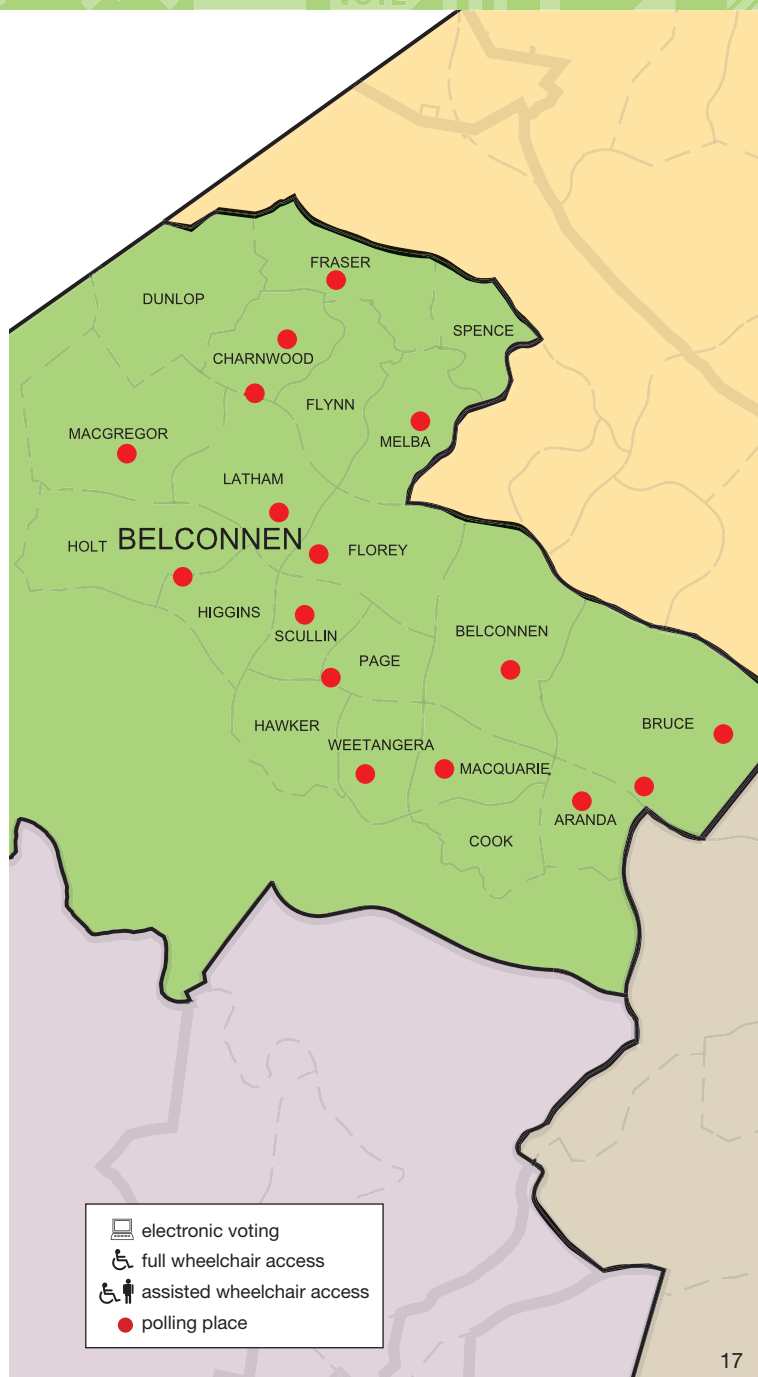 VOTE
FRASER
DUNLOP
SPENCE
CHARNWOOD
FLYNN
MACGREGOR
MELBA
LATHAM
HOLT
BELCONNEN
FLOREY
HIGGINS
SCULLIN
BELCONNEN
PAGE
HAWKER
BRUCE
WEETANGERA
MACQUARIE
ARANDA
COOK
electronic voting
full wheelchair access
assisted wheelchair access
polling place
17